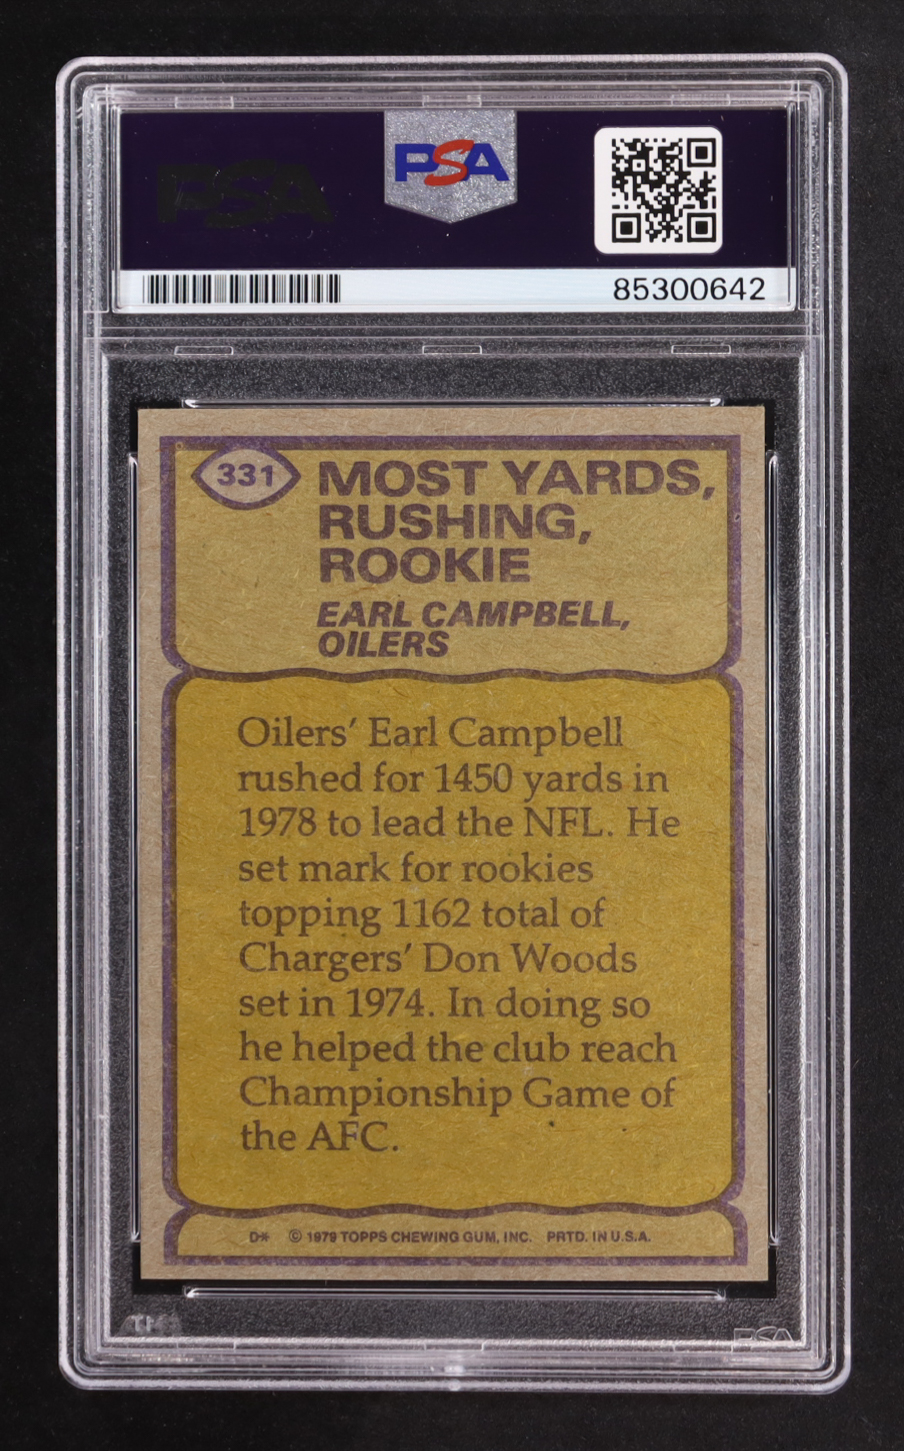 PSA
PSA
85300642
331
MOST YARDS,
RUSHING,
ROOKIE
EARL CAMPBELL,
OILERS
Oilers' Earl Campbell
rushed for 1450 yards in
1978 to lead the NFL. He
set mark for rookies
topping 1162 total of
Chargers' Don Woods
set in 1974. In doing so
he helped the club reach
Championship Game of
the AFC.
D* © 1979 TOPPS CHEWING GUM, INC. PRTD. IN U.S.A.
PSA